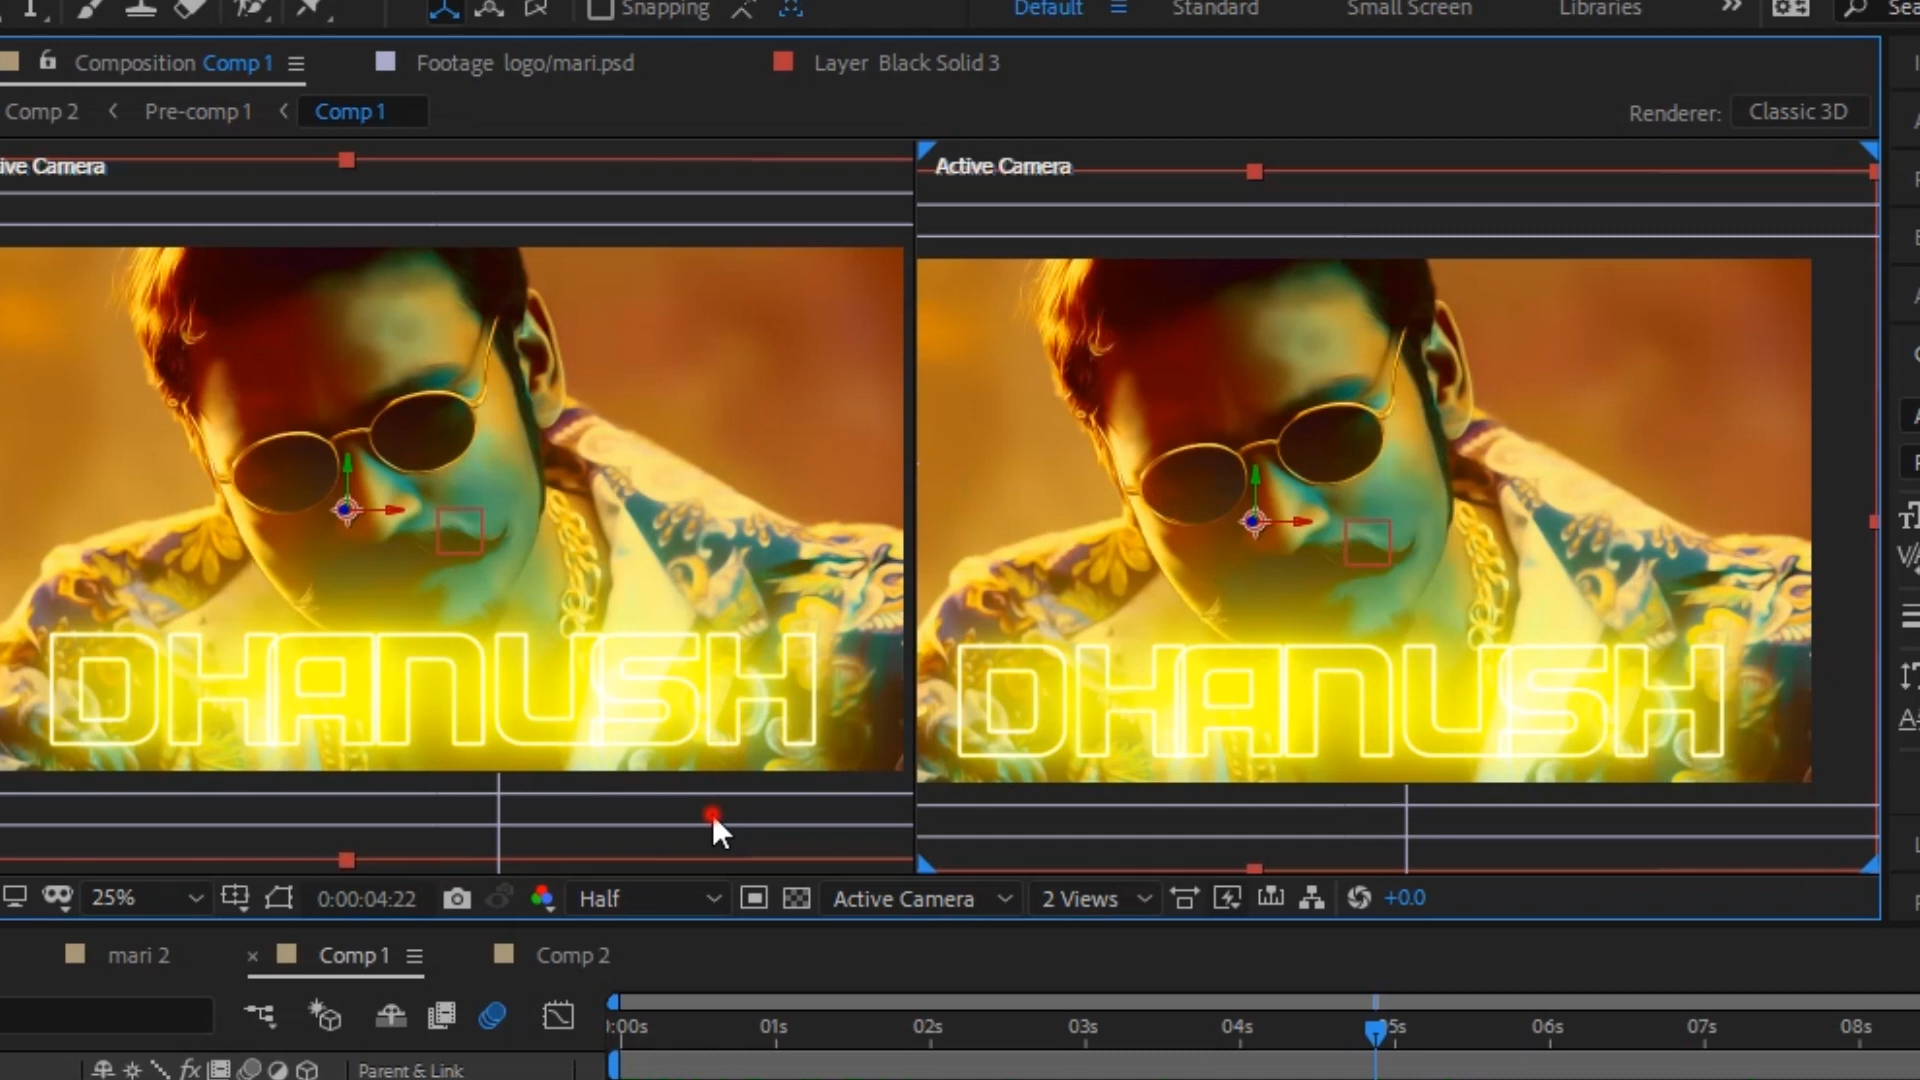 Snapping
Default
Standard
Small Screen
Libraries
Composition Comp 1
Footage logo/mari.psd
Layer Black Solid 3
Comp 2
Pre-comp 1
Comp 1
Renderer: Classic 3D
ive Camera
Active Camera
DHANUSH
DHANUSH
25%
0:00:04:22
Half
Active Camera
2 Views
+0.0
mari 2
Comp 1
Comp 2
:00s 01s 02s 03s 04s 05s 06s 07s 08s
fx
Parent & Link